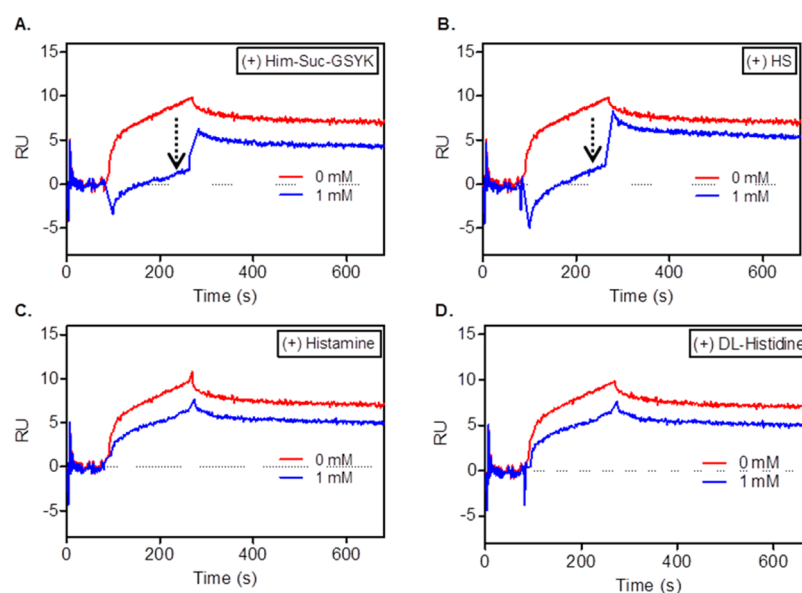 A.
(+) Him-Suc-GSYK
15
10
5
0
-5
RU
0 mM
1 mM
0 200 400 600
Time (s)
B.
(+) HS
15
10
5
0
-5
RU
0 mM
1 mM
0 200 400 600
Time (s)
C.
(+) Histamine
15
10
5
0
-5
RU
0 mM
1 mM
0 200 400 600
Time (s)
D.
(+) DL-Histidine
15
10
5
0
-5
RU
0 mM
1 mM
0 200 400 600
Time (s)